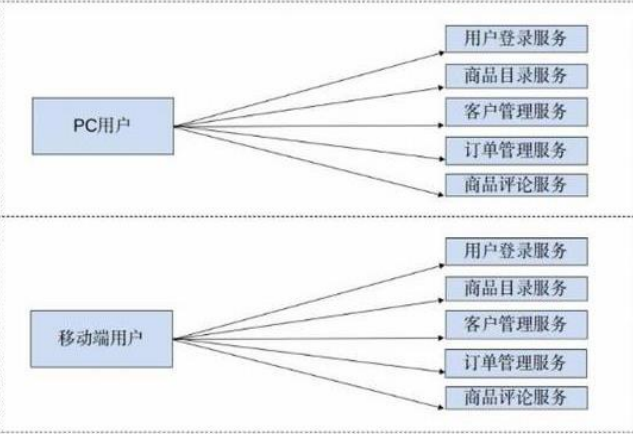 用户登录服务
商品目录服务
PC用户
客户管理服务
订单管理服务
商品评论服务
用户登录服务
商品目录服务
移动端用户
客户管理服务
订单管理服务
商品评论服务